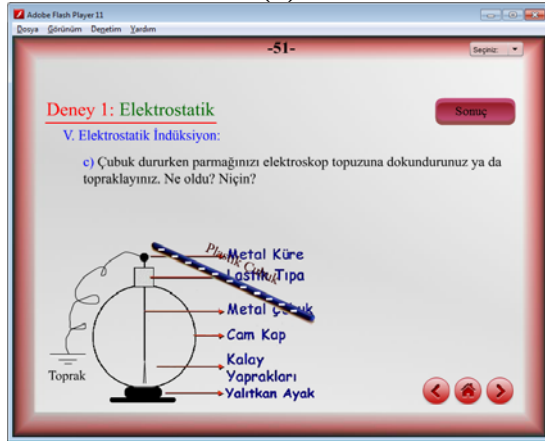 Adobe Flash Player 11
Dosya Görünüm Denetim Yardım
-51-
Seçiniz:
Deney 1: Elektrostatik
Sonuç
V. Elektrostatik İndüksiyon:
c) Çubuk dururken parmağınızı elektroskop topuzuna dokundurunuz ya da
topraklayınız. Ne oldu? Niçin?
Plastik Çubuk
Metal Küre
Lastik Tıpa
Metal Çubuk
Cam Kap
Kalay
Yaprakları
Toprak
Yalıtkan Ayak